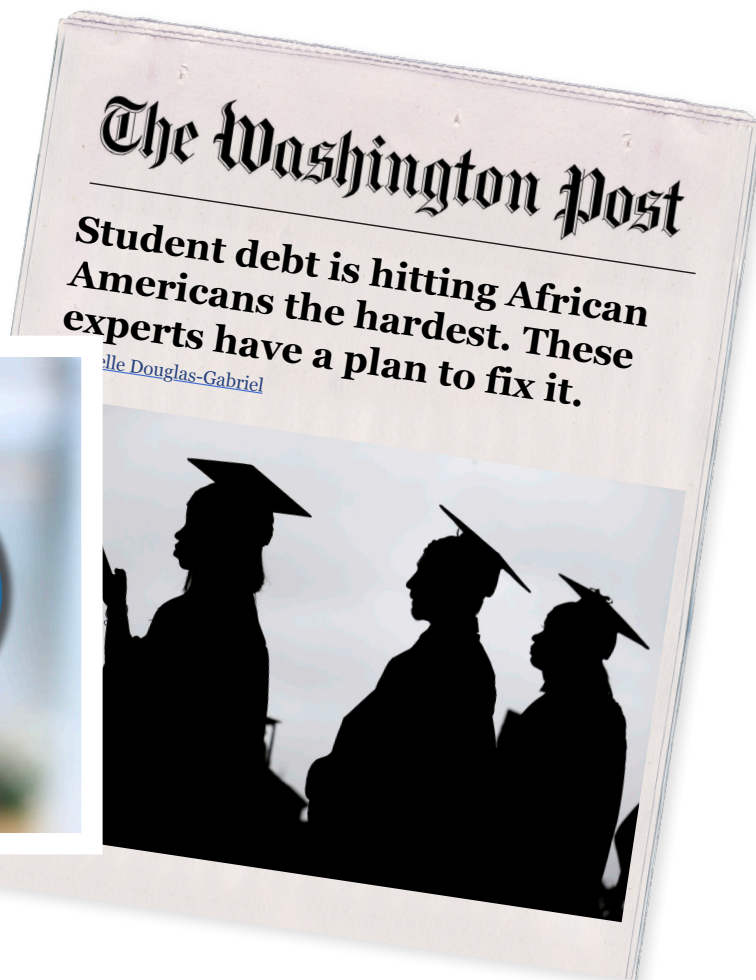 The Washington Post
Student debt is hitting African
Americans the hardest. These
experts have a plan to fix it.
elle Douglas-Gabriel